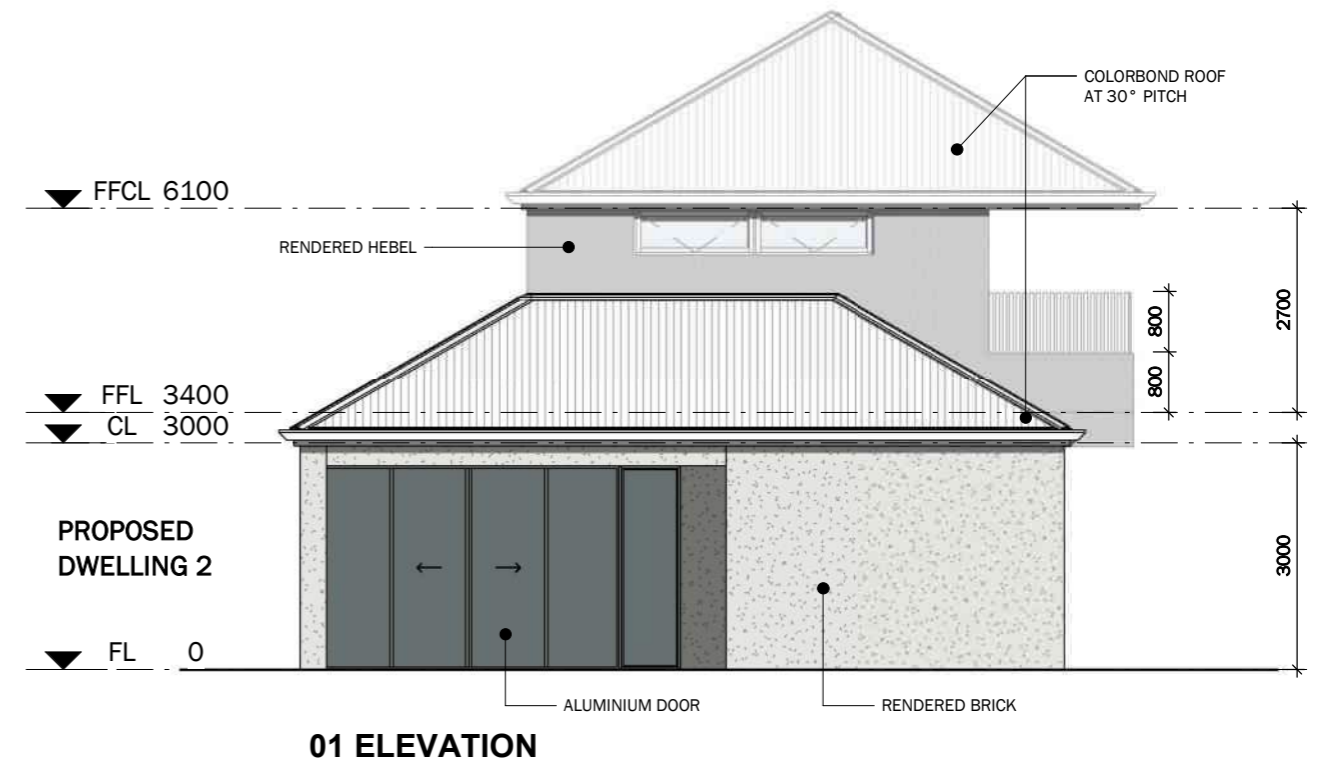 COLORBOND ROOF
AT 30° PITCH
FFCL 6100
RENDERED HEBEL
800
2700
800
FFL 3400
CL 3000
PROPOSED
DWELLING 2
3000
FL 0
ALUMINIUM DOOR
RENDERED BRICK
01 ELEVATION